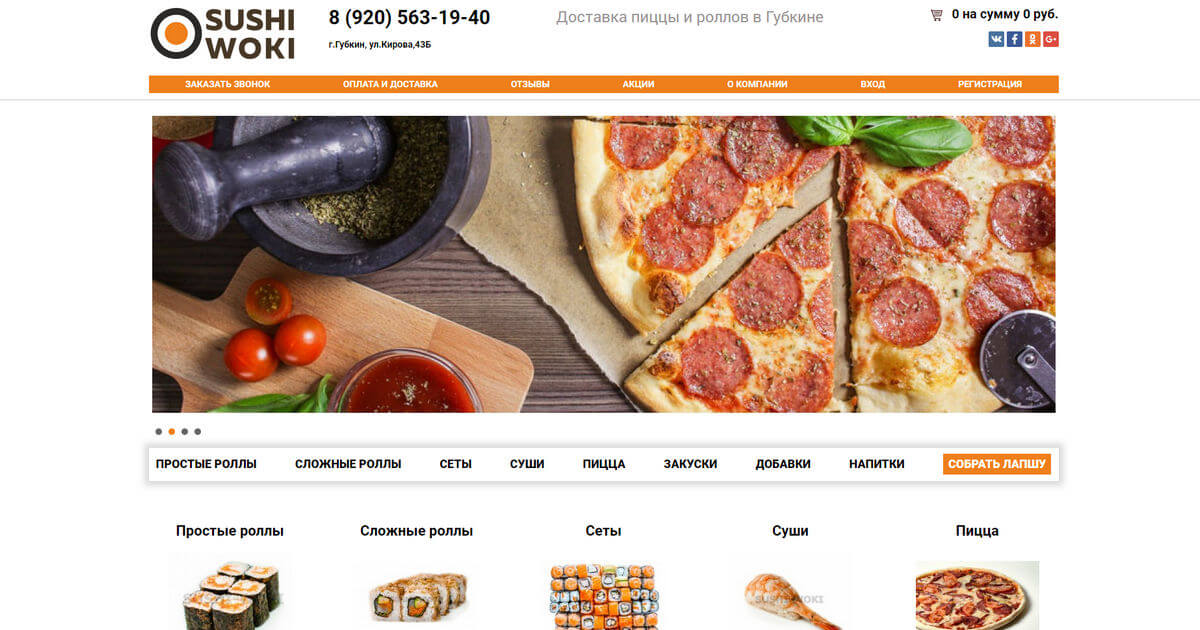 SUSHI
WOKI
8 (920) 563-19-40
г.Губкин, ул.Кирова,43Б
Доставка пиццы и роллов в Губкине
0 на сумму 0 руб.
ЗАКАЗАТЬ ЗВОНОК ОПЛАТА И ДОСТАВКА ОТЗЫВЫ АКЦИИ О КОМПАНИИ ВХОД РЕГИСТРАЦИЯ
ПРОСТЫЕ РОЛЛЫ СЛОЖНЫЕ РОЛЛЫ СЕТЫ СУШИ ПИЦЦА ЗАКУСКИ ДОБАВКИ НАПИТКИ СОБРАТЬ ЛАПШУ
Простые роллы Сложные роллы Сеты Суши Пицца
SUSHI WOKI